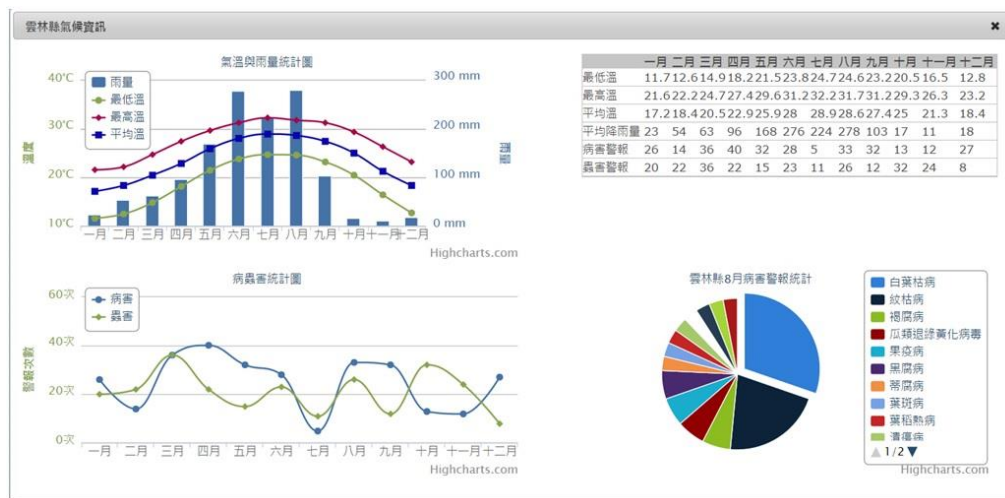 雲林縣氣候資訊
氣溫與雨量統計圖
40°C
30°C
20°C
10°C
溫度
雨量
最低溫
最高溫
平均溫
300 mm
200 mm
100 mm
0 mm
雨量
一月 二月 三月 四月 五月 六月 七月 八月 九月 十月 十一月 十二月
Highcharts.com
一月 二月 三月 四月 五月 六月 七月 八月 九月 十月 十一月 十二月
最低溫 11.7 12.6 14.9 18.2 21.5 23.8 24.7 24.6 23.2 20.5 16.5 12.8
最高溫 21.6 22.2 24.7 27.4 29.6 31.2 32.2 31.7 31.2 29.3 26.3 23.2
平均溫 17.2 18.4 20.5 22.9 25.9 28 28.9 28.6 27.4 25 21.3 18.4
平均降雨量 23 54 63 96 168 276 224 278 103 17 11 18
病害警報 26 14 36 40 32 28 5 33 32 13 12 27
蟲害警報 20 22 36 22 15 23 11 26 12 32 24 8
病蟲害統計圖
60次
40次
20次
0次
警報次數
病害
蟲害
一月 二月 三月 四月 五月 六月 七月 八月 九月 十月 十一月 十二月
Highcharts.com
雲林縣8月病害警報統計
白葉枯病
紋枯病
褐腐病
瓜類退綠黃化病毒
果疫病
黑腐病
蒂腐病
葉斑病
葉稻熱病
潰瘍病
1/2
Highcharts.com